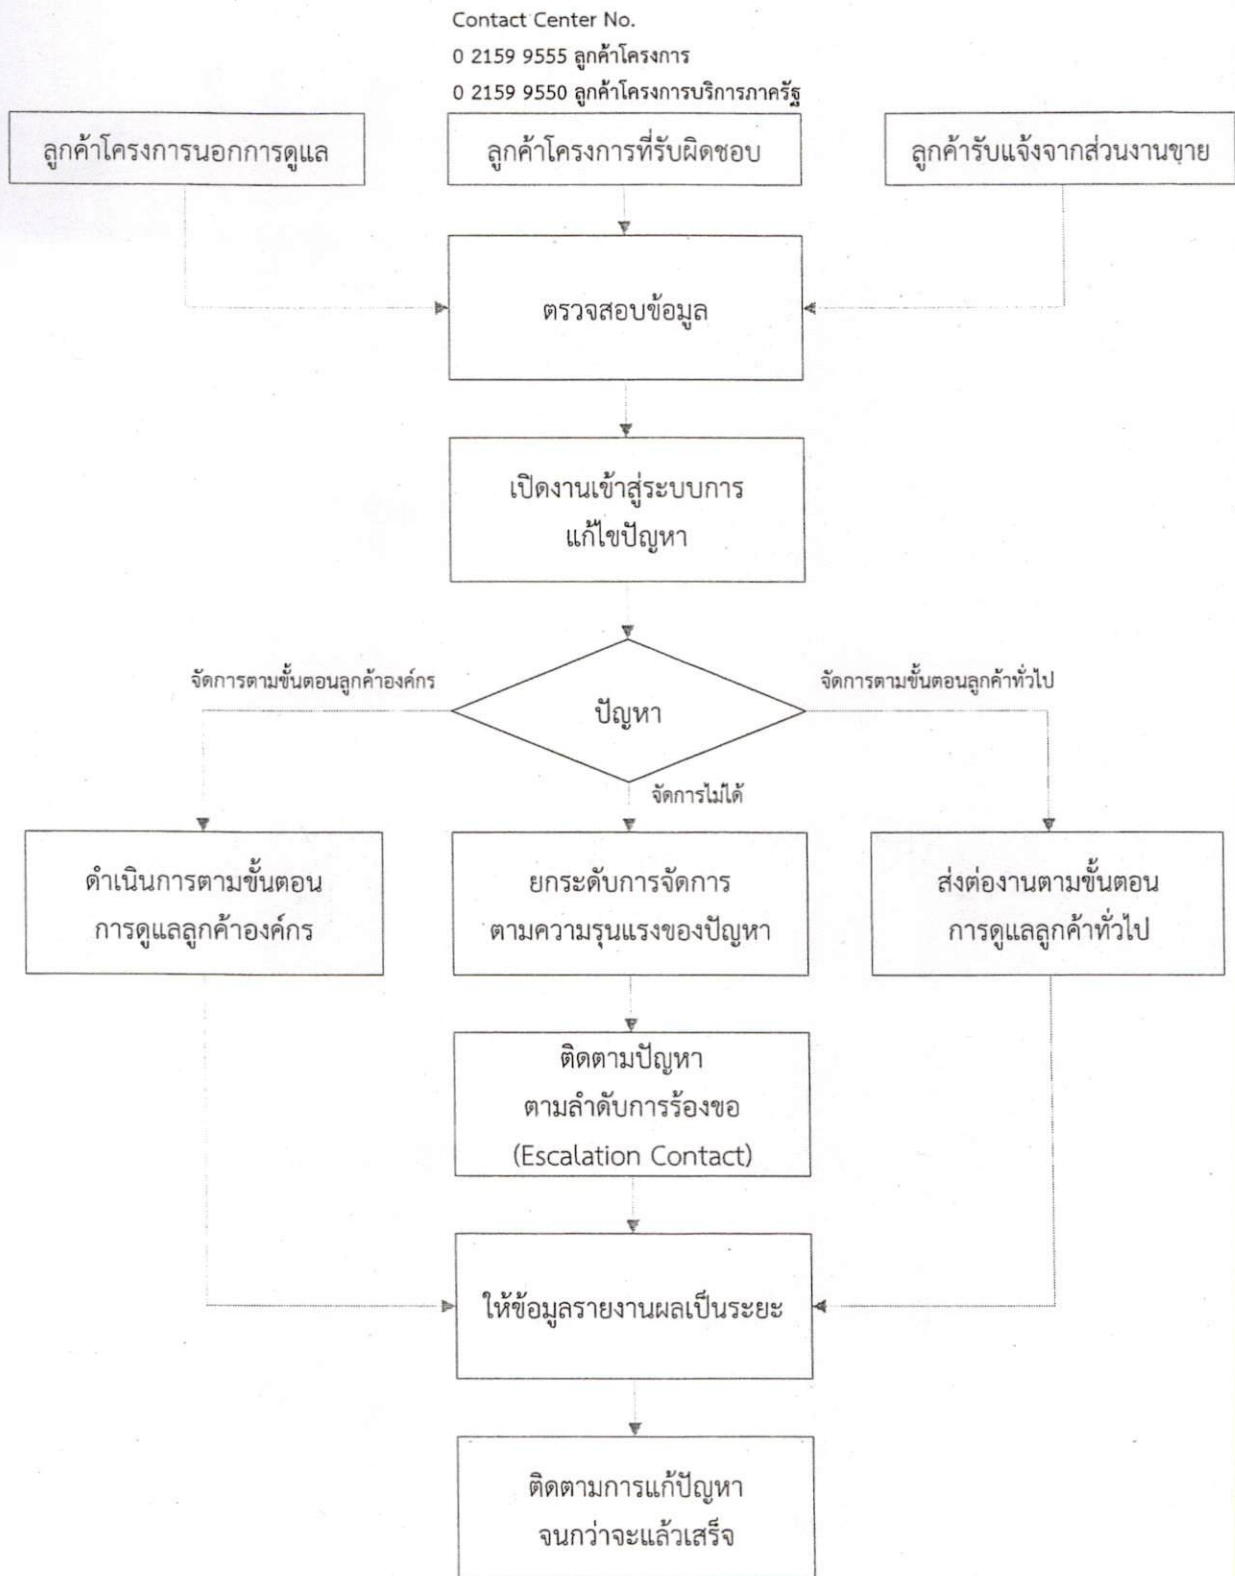 Contact Center No.
0 2159 9555 ลูกค้าโครงการ
0 2159 9550 ลูกค้าโครงการบริการภาครัฐ
ลูกค้าโครงการนอกการดูแล
ลูกค้าโครงการที่รับผิดชอบ
ลูกค้ารับแจ้งจากส่วนงานขาย
ตรวจสอบข้อมูล
เปิดงานเข้าสู่ระบบการ
แก้ไขปัญหา
จัดการตามขั้นตอนลูกค้าองค์กร
จัดการตามขั้นตอนลูกค้าทั่วไป
ปัญหา
จัดการไม่ได้
ดำเนินการตามขั้นตอน
การดูแลลูกค้าองค์กร
ยกระดับการจัดการ
ตามความรุนแรงของปัญหา
ส่งต่องานตามขั้นตอน
การดูแลลูกค้าทั่วไป
ติดตามปัญหา
ตามลำดับการร้องขอ
(Escalation Contact)
ให้ข้อมูลรายงานผลเป็นระยะ
ติดตามการแก้ปัญหา
จนกว่าจะแล้วเสร็จ